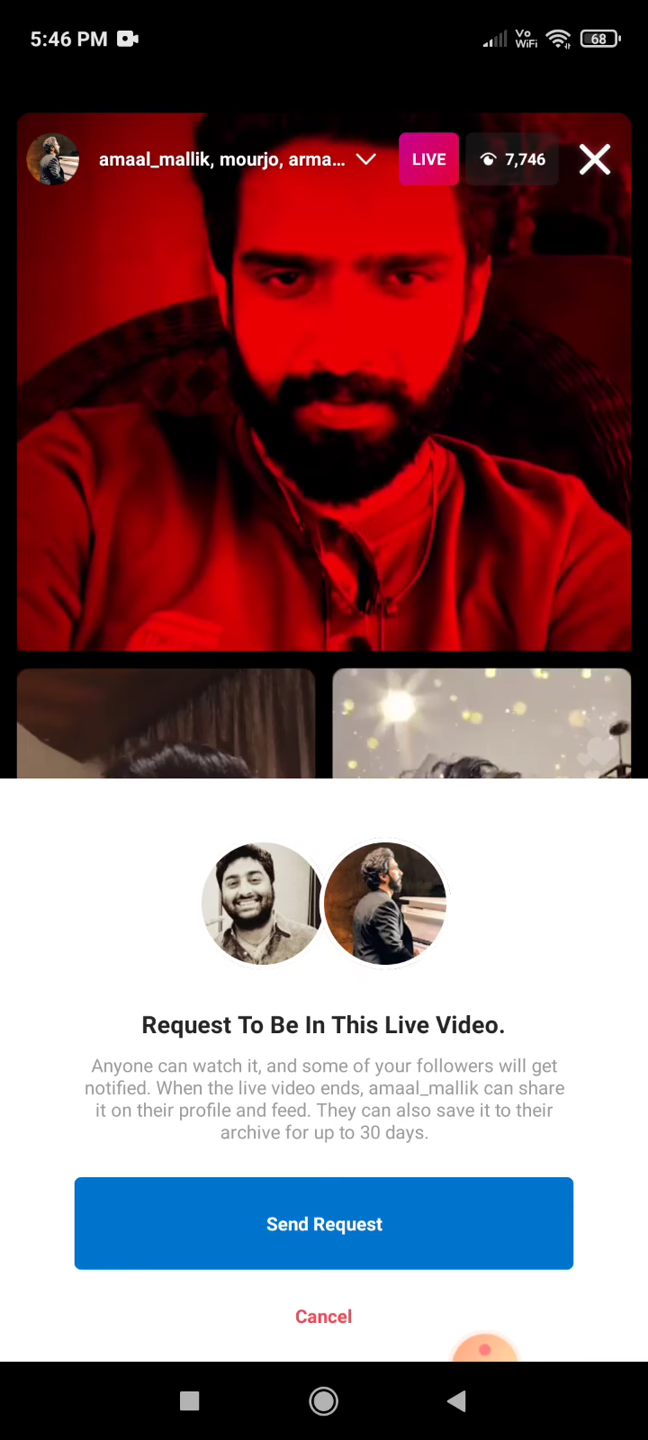 5:46 PM
Vo
WiFi
68
amaal_mallik, mourjo, arma...
LIVE
7,746
Request To Be In This Live Video.
Anyone can watch it, and some of your followers will get
notified. When the live video ends, amaal_mallik can share
it on their profile and feed. They can also save it to their
archive for up to 30 days.
Send Request
Cancel